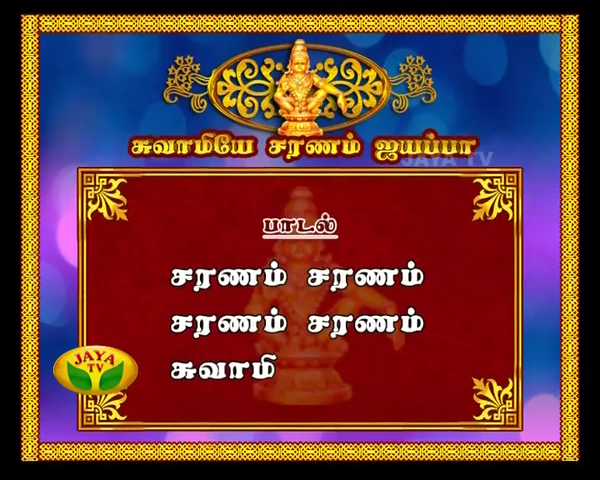 சுவாமியே சரணம் ஐயப்பா
JAYA TV
பாடல்
சரணம் சரணம்
சரணம் சரணம்
சுவாமி
JAYA
TV